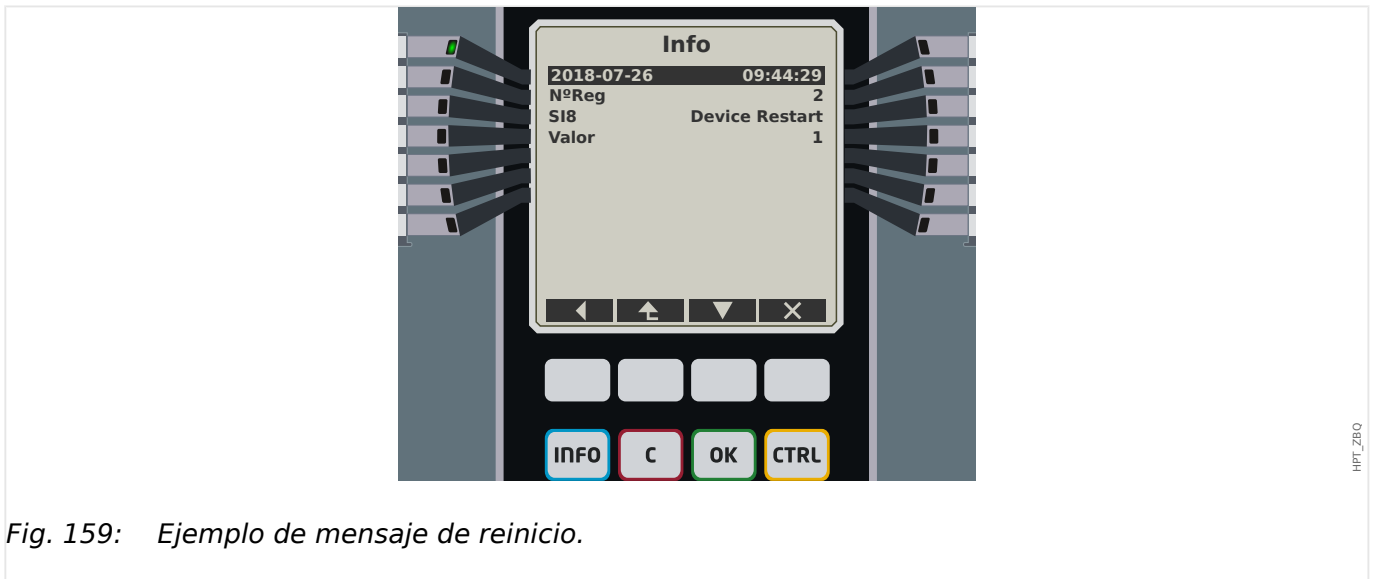 Info
2018-07-26 09:44:29
NºReg 2
SI8 Device Restart
Valor 1
INFO C OK CTRL
HPT_ZBQ
Fig. 159: Ejemplo de mensaje de reinicio.